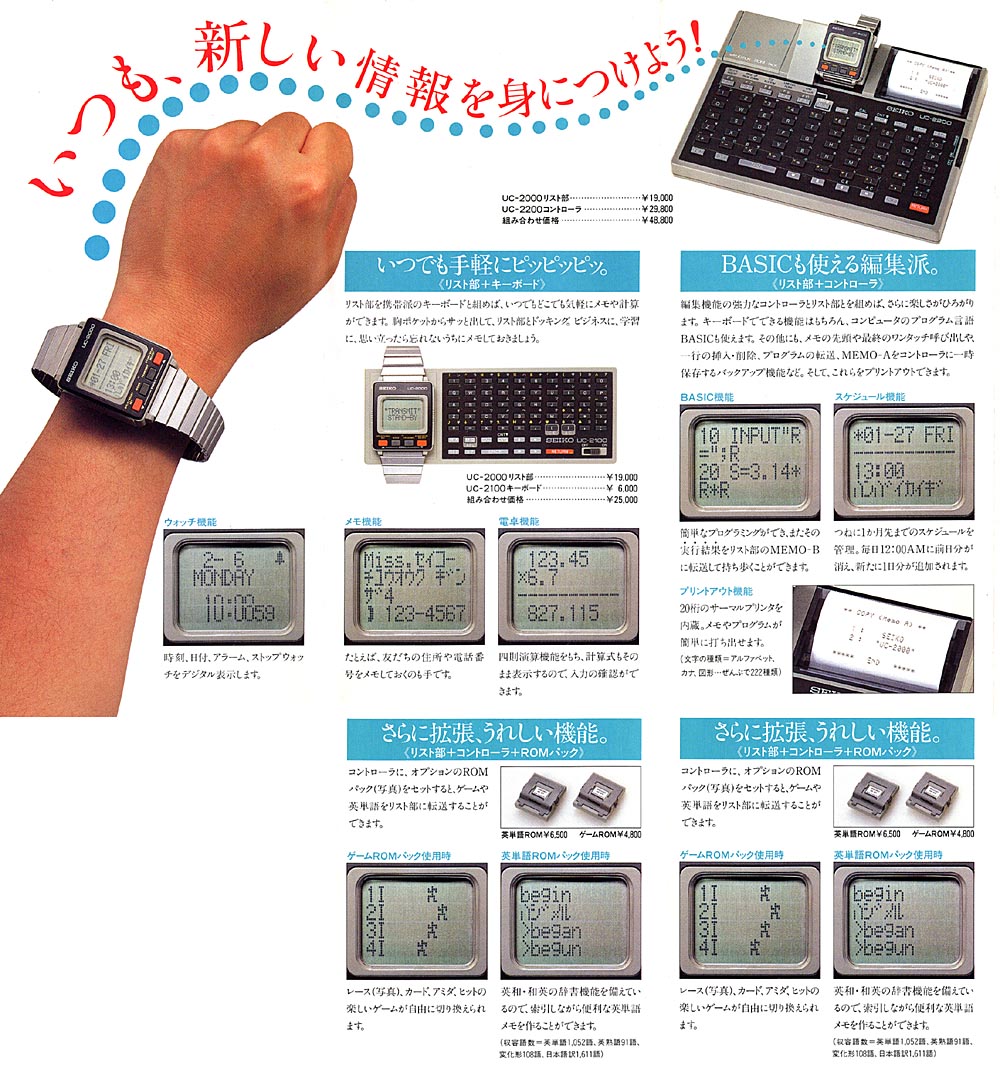 いつも、新しい情報を身につけよう!
SEIKO UC-2200
UC-2000リスト部 ¥19,000
UC-2200コントローラ ¥29,800
組み合わせ価格 ¥48,800
SEIKO
UC-2000
いつでも手軽にピッピッピッ。
《リスト部+キーボード》
リスト部を携帯派のキーボードと組めば、いつでもどこでも気軽にメモや計算
ができます。胸ポケットからサッと出して、リスト部とドッキング。ビジネスに、学習
に、思い立ったら忘れないうちにメモしておきましょう。
SEIKO UC-2000
"TRANSMIT"
STAND-BY
SEIKO UC-2100
RETURN
UC-2000リスト部 ¥19,000
UC-2100キーボード ¥ 6,000
組み合わせ価格 ¥25,000
ウォッチ機能
2- 6
MONDAY
10:0059
時刻、日付、アラーム、ストップウォッ
チをデジタル表示します。
メモ機能
Miss.セイコー
チュウオウク ギン
ザ4
123-4567
たとえば、友だちの住所や電話番
号をメモしておくのも手です。
電卓機能
123.45
×6.7
827.115
四則演算機能をもち、計算式もその
まま表示するので、入力の確認がで
きます。
BASICも使える編集派。
《リスト部+コントローラ》
編集機能の強力なコントローラとリスト部とを組めば、さらに楽しさがひろがり
ます。キーボードでできる機能はもちろん、コンピュータのプログラム言語
BASICも使えます。その他にも、メモの先頭や最終のワンタッチ呼び出しや、
一行の挿入・削除、プログラムの転送、MEMO-Aをコントローラに一時
保存するバックアップ機能など。そして、これらをプリントアウトできます。
BASIC機能
10 INPUT"R
=";R
20 S=3.14*
R*R
簡単なプログラミングができ、またその
実行結果をリスト部のMEMO-B
に転送して持ち歩くことができます。
スケジュール機能
*01-27 FRI
13:00
ハンバイカイギ
つねに1か月先までのスケジュールを
管理。毎日12:00AMに前日分が
消え、新たに1日分が追加されます。
プリントアウト機能
20桁のサーマルプリンタを
内蔵。メモやプログラムが
簡単に打ち出せます。
(文字の種類=アルファベット、
カナ、図形…ぜんぶで222種類)
** COPY (Memo A) **
1 : SEIKO
2 : "UC-2000"
***** END *****
さらに拡張、うれしい機能。
《リスト部+コントローラ+ROMパック》
コントローラに、オプションのROM
パック(写真)をセットすると、ゲームや
英単語をリスト部に転送することが
できます。
英単語ROM¥6,500 ゲームROM¥4,800
ゲームROMパック使用時
1I
2I
3I
4I
レース(写真)、カード、アミダ、ヒットの
楽しいゲームが自由に切り換えられ
ます。
英単語ROMパック使用時
begin
ハジメル
>began
>begun
英和・和英の辞書機能を備えてい
るので、索引しながら便利な英単語
メモを作ることができます。
(収容語数=英単語1,052語、英熟語91語、
変化形108語、日本語訳1,611語)
さらに拡張、うれしい機能。
《リスト部+コントローラ+ROMパック》
コントローラに、オプションのROM
パック(写真)をセットすると、ゲームや
英単語をリスト部に転送することが
できます。
英単語ROM¥6,500 ゲームROM¥4,800
ゲームROMパック使用時
1I
2I
3I
4I
レース(写真)、カード、アミダ、ヒットの
楽しいゲームが自由に切り換えられ
ます。
英単語ROMパック使用時
begin
ハジメル
>began
>begun
英和・和英の辞書機能を備えてい
るので、索引しながら便利な英単語
メモを作ることができます。
(収容語数=英単語1,052語、英熟語91語、
変化形108語、日本語訳1,611語)